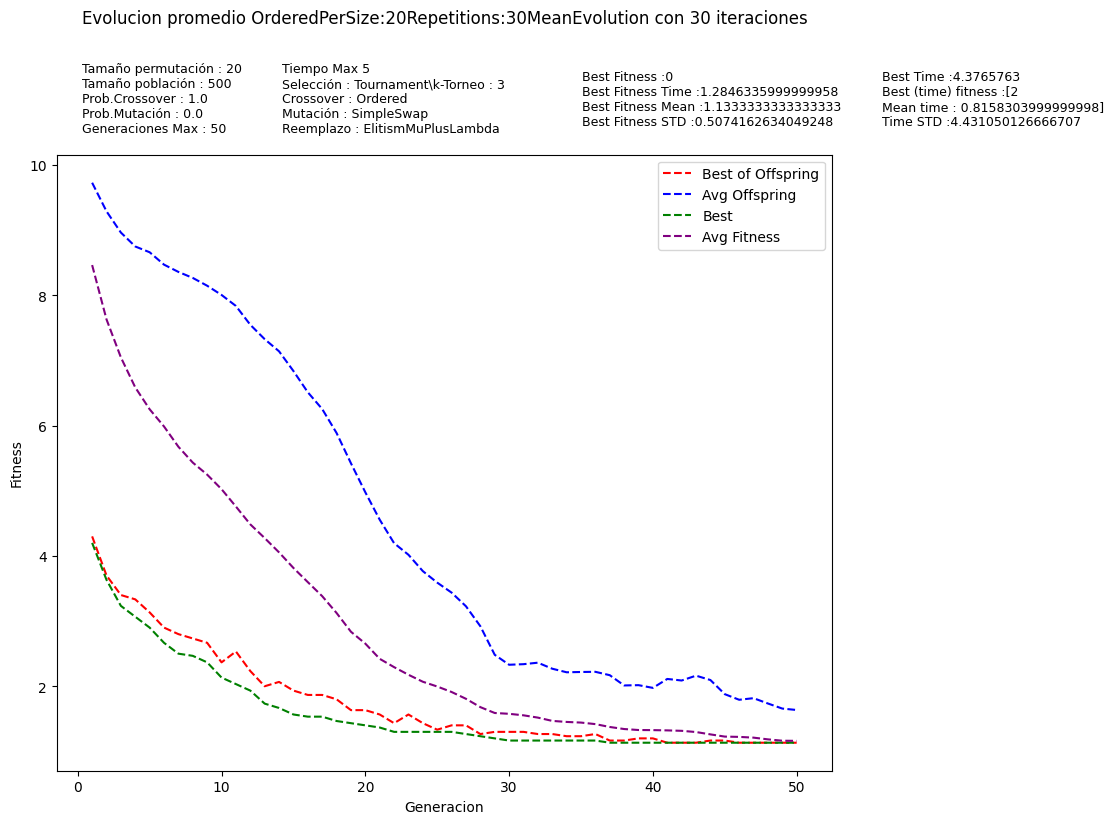 Evolucion promedio OrderedPerSize:20Repetitions:30MeanEvolution con 30 iteraciones
Tamaño permutación : 20
Tamaño población : 500
Prob.Crossover : 1.0
Prob.Mutación : 0.0
Generaciones Max : 50
Tiempo Max 5
Selección : Tournament\k-Torneo : 3
Crossover : Ordered
Mutación : SimpleSwap
Reemplazo : ElitismMuPlusLambda
Best Fitness :0
Best Fitness Time :1.2846335999999958
Best Fitness Mean :1.1333333333333333
Best Fitness STD :0.5074162634049248
Best Time :4.3765763
Best (time) fitness :[2
Mean time : 0.8158303999999998]
Time STD :4.431050126666707
10
8
6
4
2
Fitness
Best of Offspring
Avg Offspring
Best
Avg Fitness
0
10
20
30
40
50
Generacion